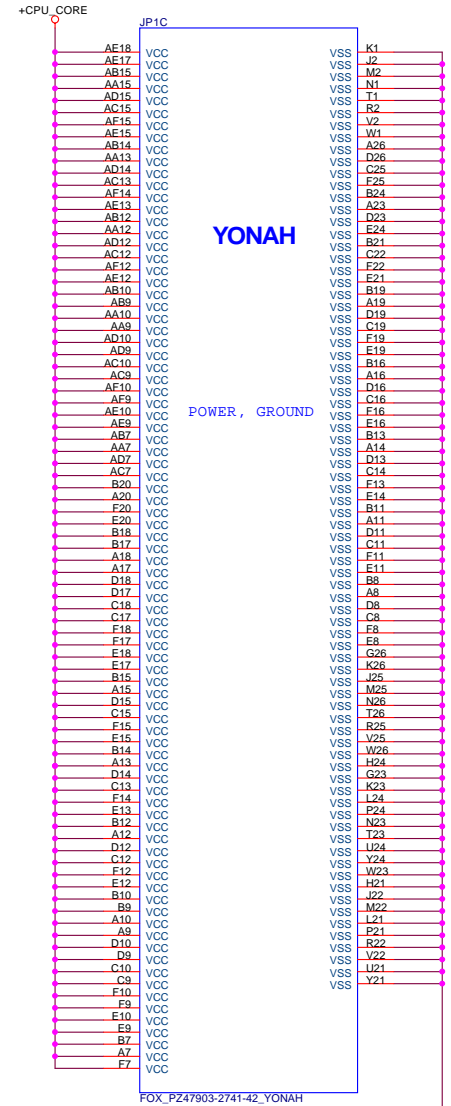 +CPU_CORE
JP1C
AE18 VCC VSS K1
AE17 VCC VSS J2
AB15 VCC VSS M2
AA15 VCC VSS N1
AD15 VCC VSS T1
AC15 VCC VSS R2
AF15 VCC VSS V2
AE15 VCC VSS W1
AB14 VCC VSS A26
AA13 VCC VSS D26
AD14 VCC VSS C25
AC13 VCC VSS F25
AF14 VCC VSS B24
AE13 VCC VSS A23
AB12 VCC VSS D23
YONAH
AA12 VCC VSS E24
AD12 VCC VSS B21
AC12 VCC VSS C22
AF12 VCC VSS F22
AE12 VCC VSS E21
AB10 VCC VSS B19
AB9 VCC VSS A19
AA10 VCC VSS D19
AA9 VCC VSS C19
AD10 VCC VSS F19
AD9 VCC VSS E19
AC10 VCC VSS B16
AC9 VCC VSS A16
AF10 VCC VSS D16
AF9 VCC VSS C16
POWER, GROUND
AE10 VCC VSS F16
AE9 VCC VSS E16
AB7 VCC VSS B13
AA7 VCC VSS A14
AD7 VCC VSS D13
AC7 VCC VSS C14
B20 VCC VSS F13
A20 VCC VSS E14
F20 VCC VSS B11
E20 VCC VSS A11
B18 VCC VSS D11
B17 VCC VSS C11
A18 VCC VSS F11
A17 VCC VSS E11
D18 VCC VSS B8
D17 VCC VSS A8
C18 VCC VSS D8
C17 VCC VSS C8
F18 VCC VSS F8
F17 VCC VSS E8
E18 VCC VSS G26
E17 VCC VSS K26
B15 VCC VSS J25
A15 VCC VSS M25
D15 VCC VSS N26
C15 VCC VSS T26
F15 VCC VSS R25
E15 VCC VSS V25
B14 VCC VSS W26
A13 VCC VSS H24
D14 VCC VSS G23
C13 VCC VSS K23
F14 VCC VSS L24
E13 VCC VSS P24
B12 VCC VSS N23
A12 VCC VSS T23
D12 VCC VSS U24
C12 VCC VSS Y24
F12 VCC VSS W23
E12 VCC VSS H21
B10 VCC VSS J22
B9 VCC VSS M22
A10 VCC VSS L21
A9 VCC VSS P21
D10 VCC VSS R22
D9 VCC VSS V22
C10 VCC VSS U21
C9 VCC VSS Y21
F10 VCC
F9 VCC
E10 VCC
E9 VCC
B7 VCC
A7 VCC
F7 VCC
FOX_PZ47903-2741-42_YONAH